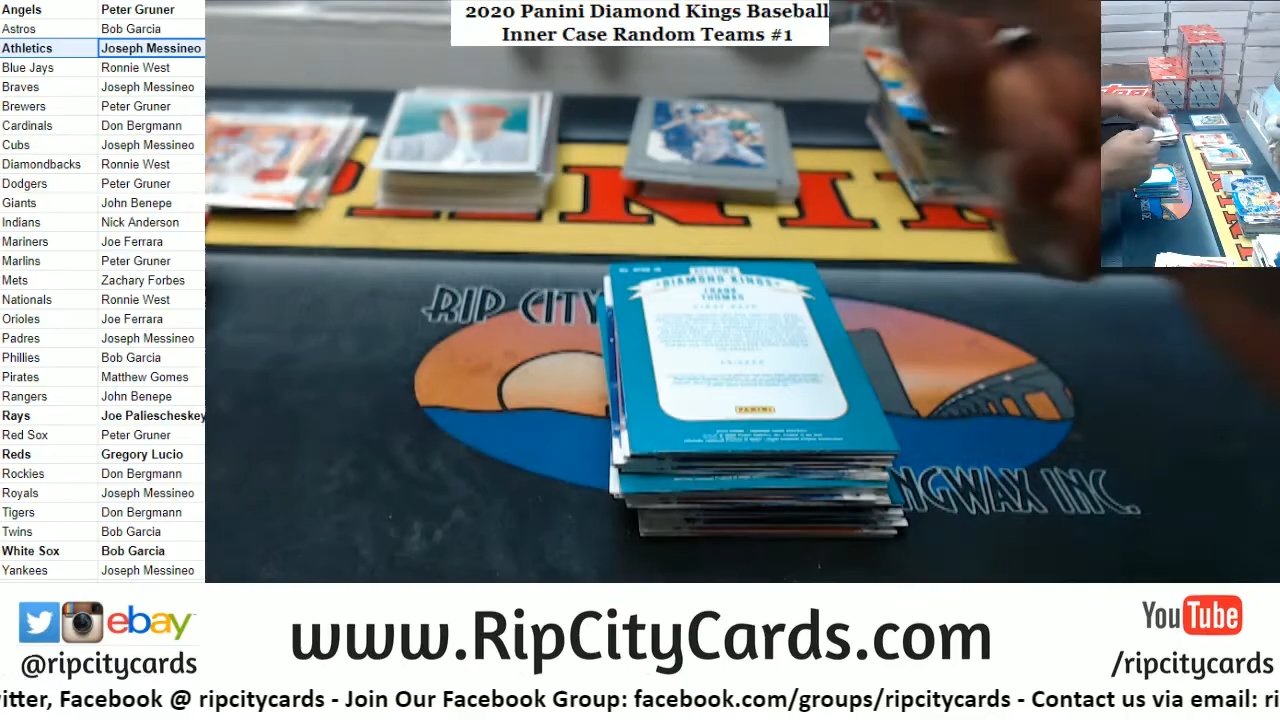 2020 Panini Diamond Kings Baseball
Inner Case Random Teams #1
Angels Peter Gruner
Astros Bob Garcia
Athletics Joseph Messineo
Blue Jays Ronnie West
Braves Joseph Messineo
Brewers Peter Gruner
Cardinals Don Bergmann
Cubs Joseph Messineo
Diamondbacks Ronnie West
Dodgers Peter Gruner
Giants John Benepe
Indians Nick Anderson
Mariners Joe Ferrara
Marlins Peter Gruner
Mets Zachary Forbes
Nationals Ronnie West
Orioles Joe Ferrara
Padres Joseph Messineo
Phillies Bob Garcia
Pirates Matthew Gomes
Rangers John Benepe
Rays Joe Paliescheskey
Red Sox Peter Gruner
Reds Gregory Lucio
Rockies Don Bergmann
Royals Joseph Messineo
Tigers Don Bergmann
Twins Bob Garcia
White Sox Bob Garcia
Yankees Joseph Messineo
RIP CITY
NGWAX INC.
DIAMOND KINGS
FRANK
THOMAS
PANINI
ebay
@ripcitycards
www.RipCityCards.com
YouTube
/ripcitycards
witter, Facebook @ ripcitycards - Join Our Facebook Group: facebook.com/groups/ripcitycards - Contact us via email: ri